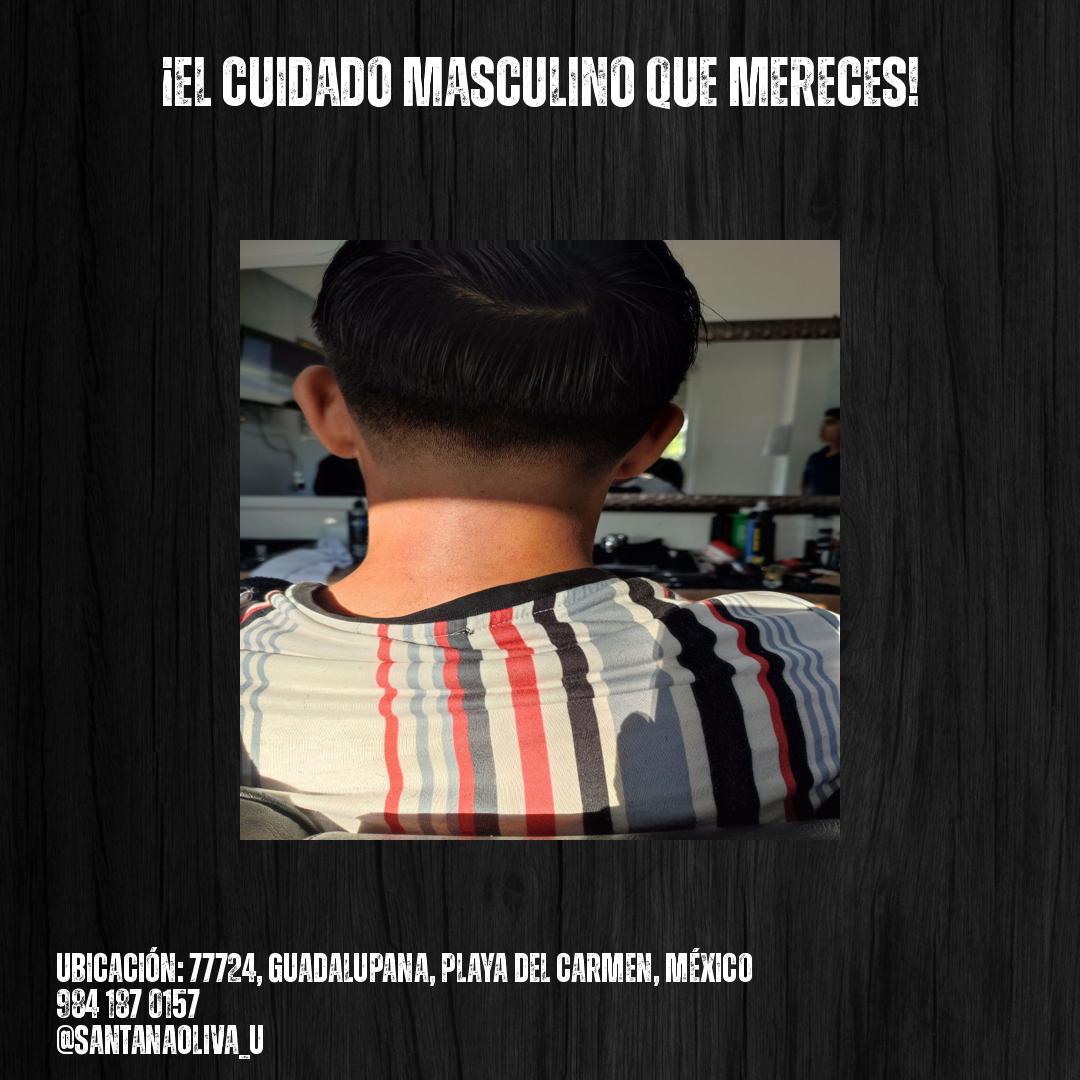 ¡EL CUIDADO MASCULINO QUE MERECES!
UBICACIÓN: 77724, GUADALUPANA, PLAYA DEL CARMEN, MÉXICO
984 187 0157
@SANTANAOLIVA_U